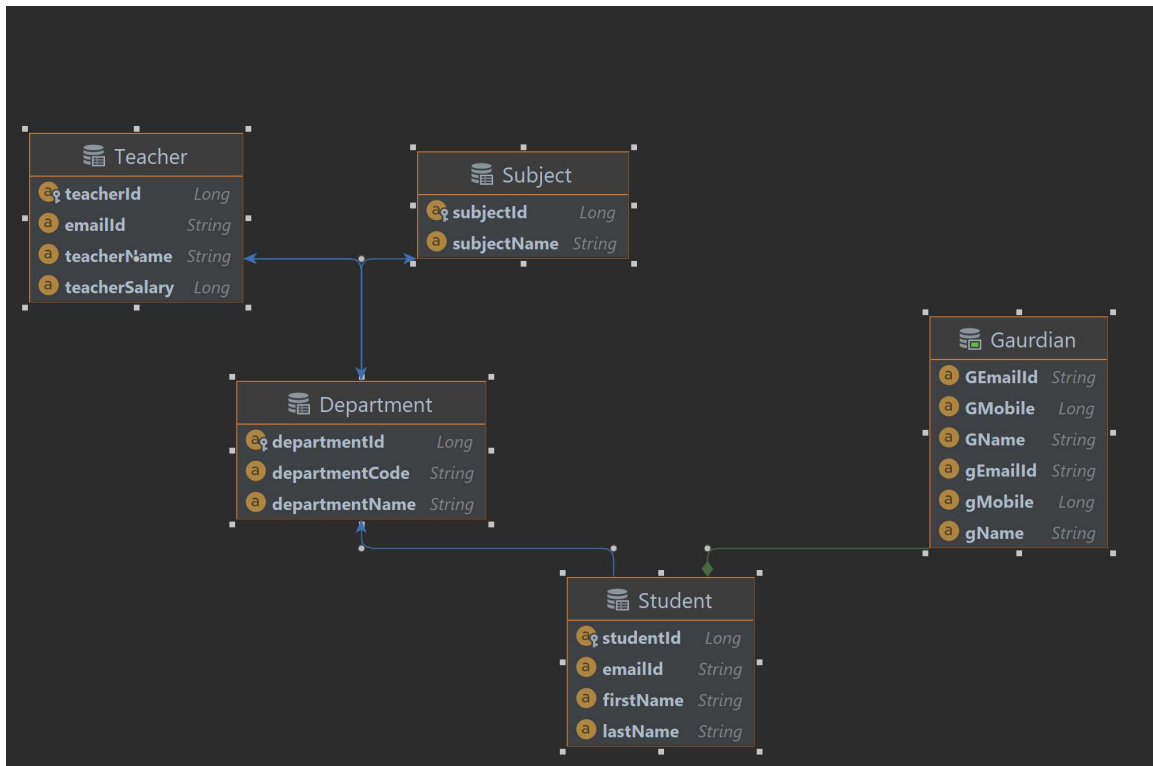 Teacher
teacherId Long
emailId String
teacherName String
teacherSalary Long
Subject
subjectId Long
subjectName String
Department
departmentId Long
departmentCode String
departmentName String
Gaurdian
GEmailId String
GMobile Long
GName String
gEmailId String
gMobile Long
gName String
Student
studentId Long
emailId String
firstName String
lastName String